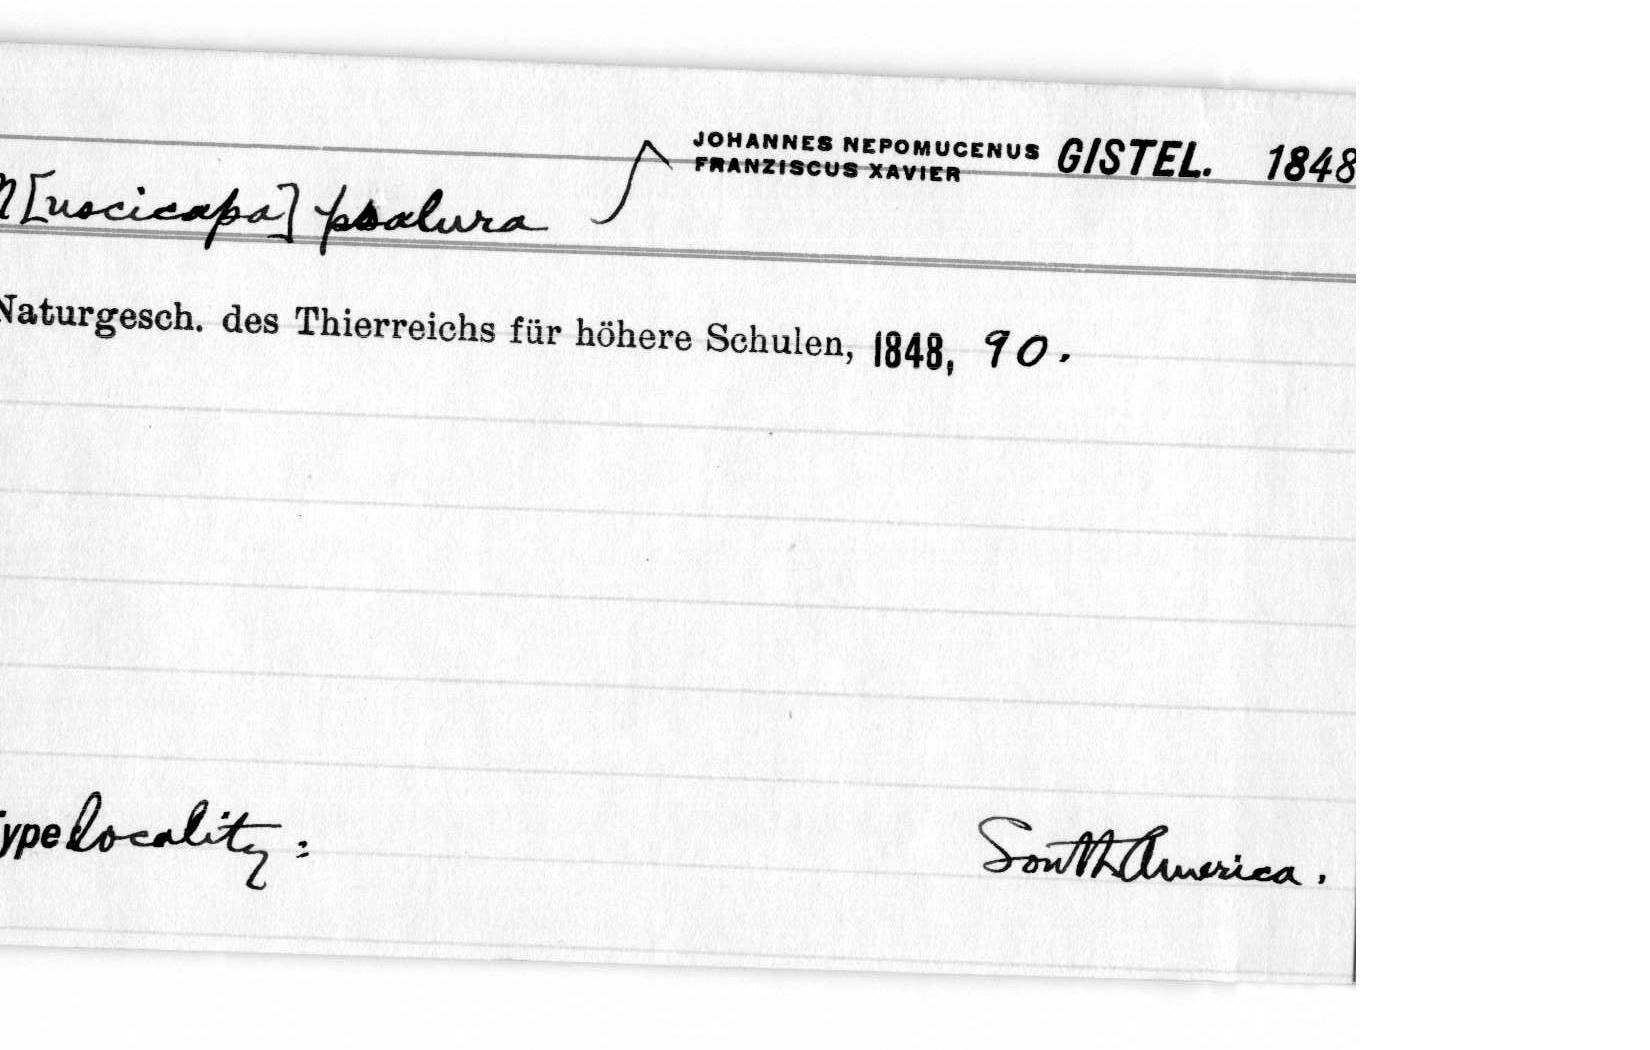 M[uscicapa] psalura
JOHANNES NEPOMUCENUS GISTEL. 1848
FRANZISCUS XAVIER
Naturgesch. des Thierreichs für höhere Schulen, 1848, 90.
Type locality: South America.